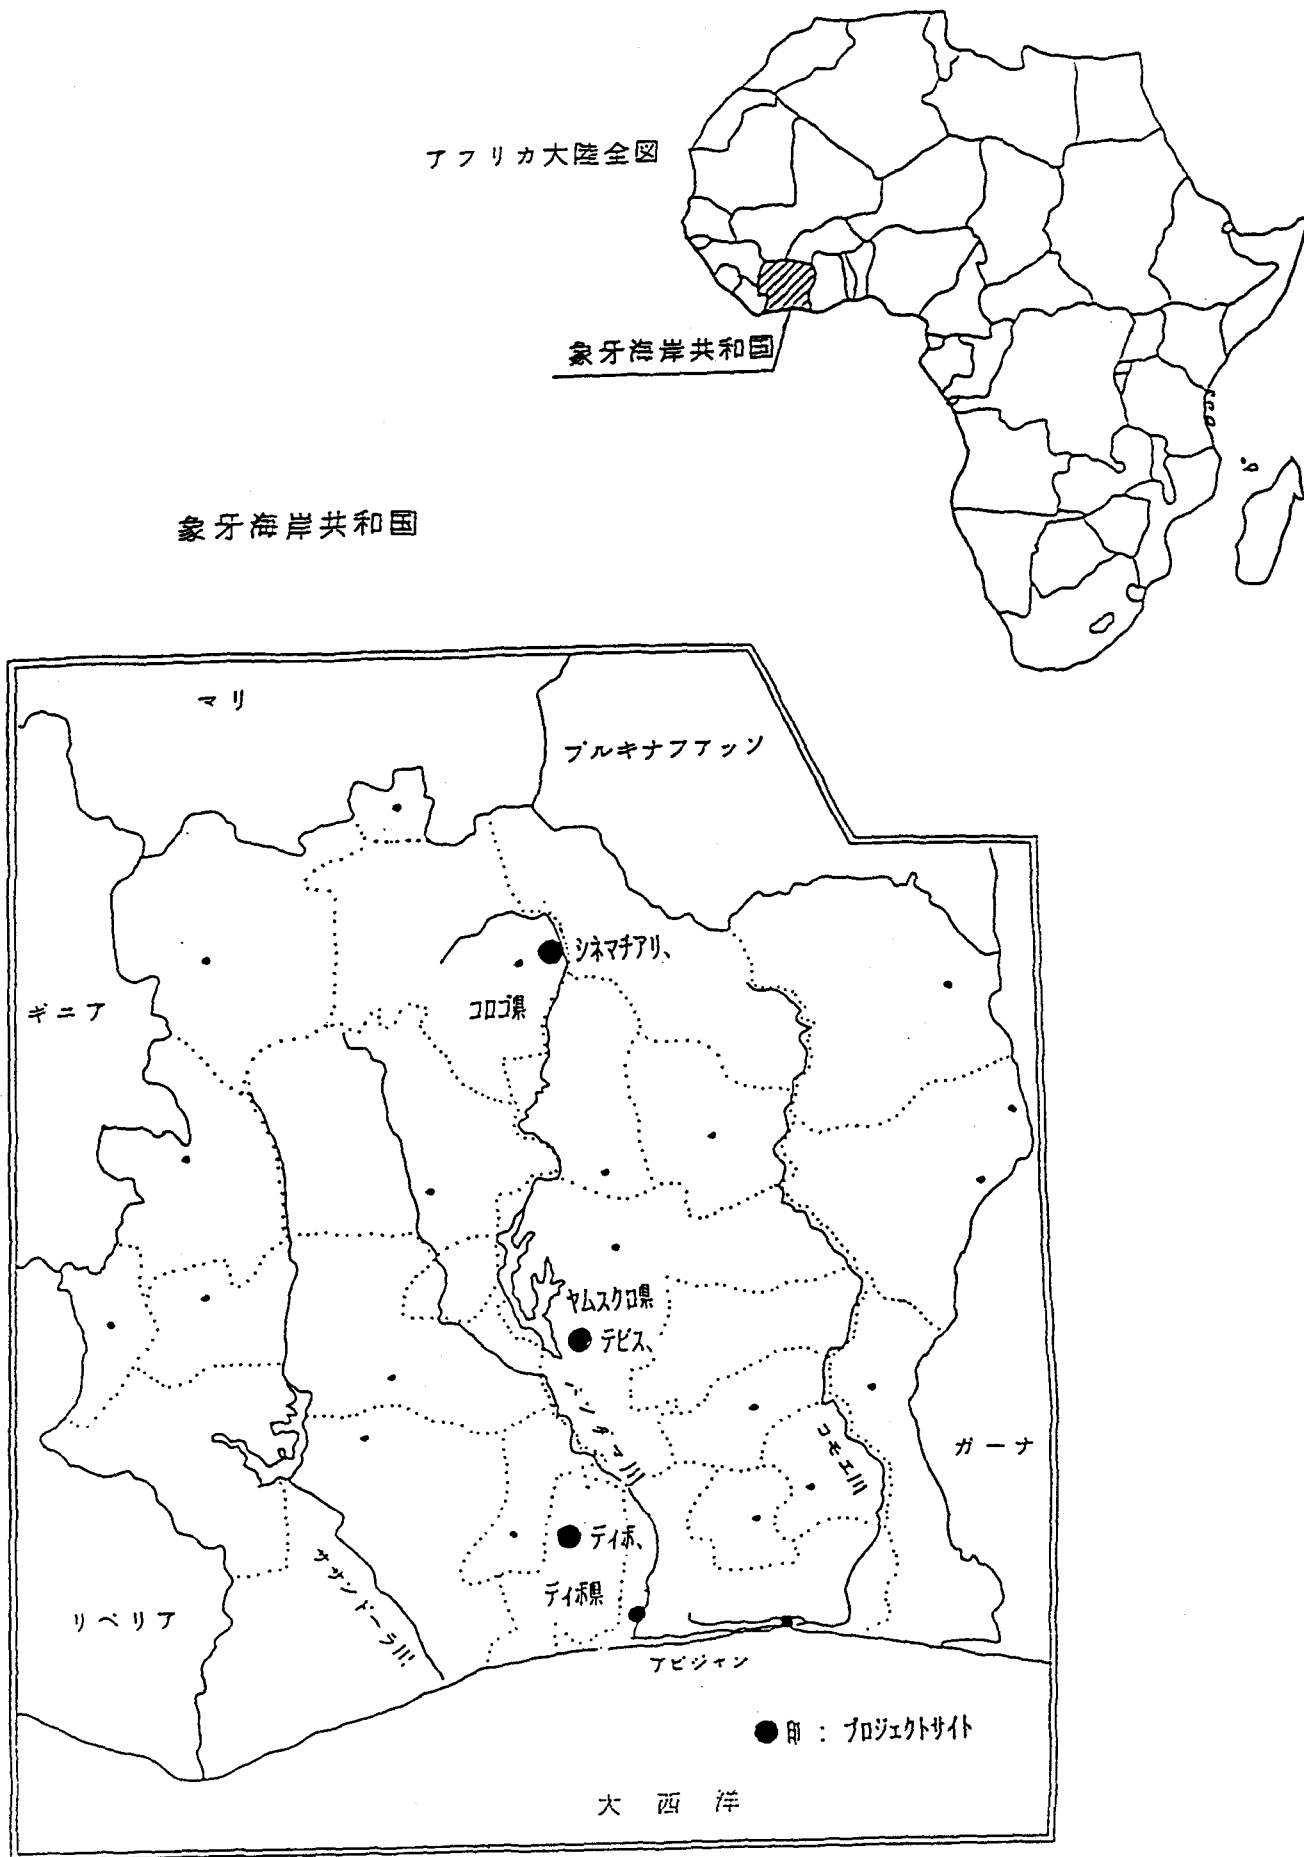 アフリカ大陸全図
象牙海岸共和国
象牙海岸共和国
マリ
ブルキナファッソ
シネマチアリ、
コロゴ県
ギニア
ヤムスクロ県
テビス、
バンダマ川
コモエ川
ガーナ
ディボ、
ディボ県
ササンドーラ川
リベリア
アビジャン
●印 : プロジェクトサイト
大西洋